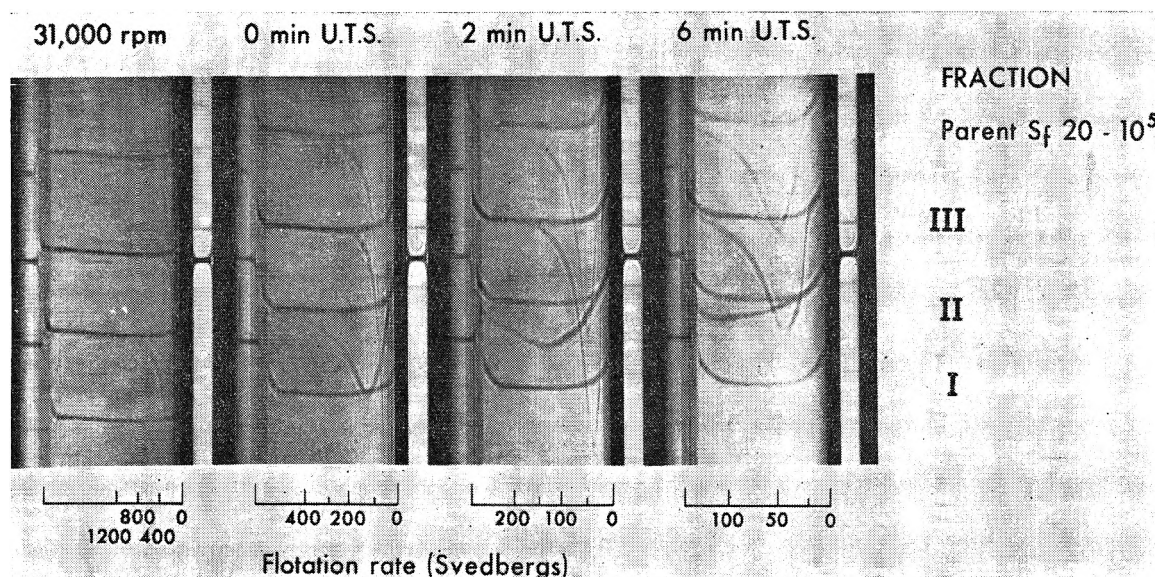 31,000 rpm 0 min U.T.S. 2 min U.T.S. 6 min U.T.S.
FRACTION
Parent Sf 20 - 10⁵
III
II
I
800 0 400 200 0 200 100 0 100 50 0
1200 400
Flotation rate (Svedbergs)